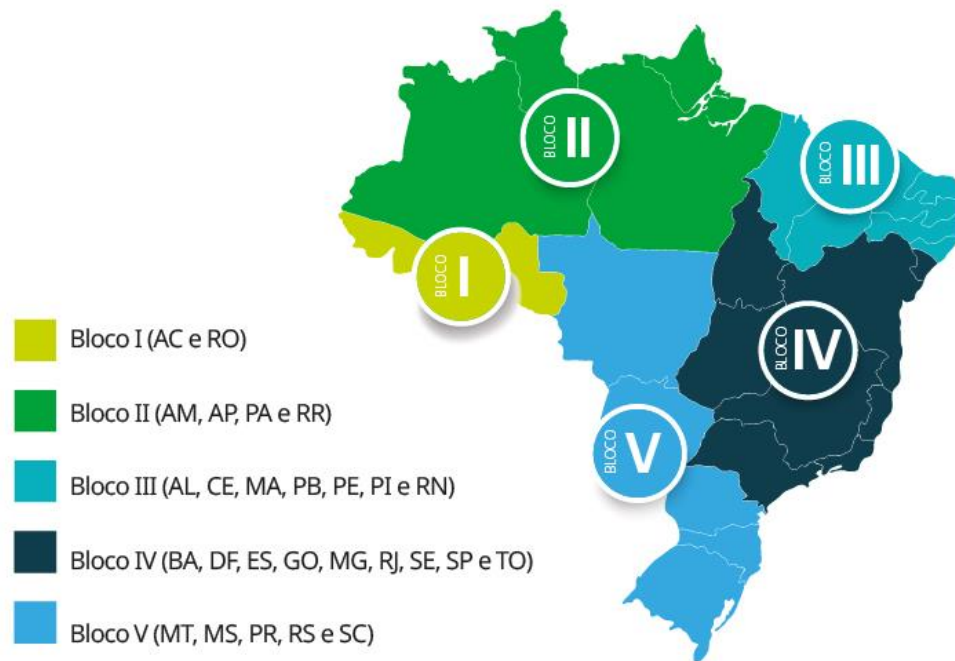 BLOCO II
BLOCO III
BLOCO I
BLOCO IV
BLOCO V
Bloco I (AC e RO)
Bloco II (AM, AP, PA e RR)
Bloco III (AL, CE, MA, PB, PE, PI e RN)
Bloco IV (BA, DF, ES, GO, MG, RJ, SE, SP e TO)
Bloco V (MT, MS, PR, RS e SC)